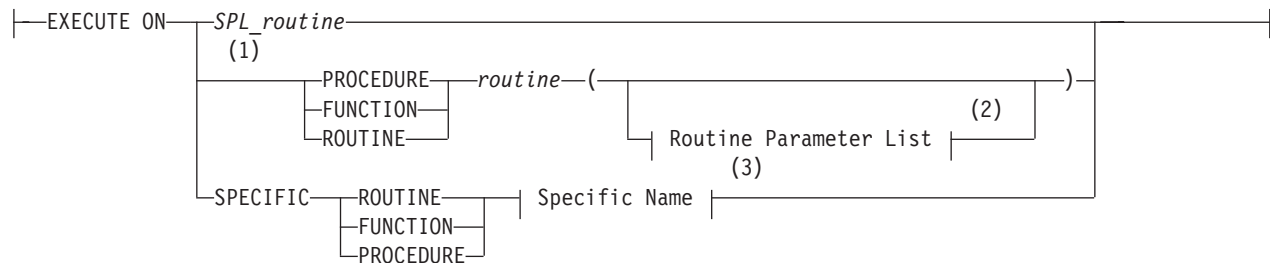 EXECUTE ON SPL_routine
(1)
PROCEDURE routine ( )
FUNCTION (2)
ROUTINE Routine Parameter List
(3)
SPECIFIC ROUTINE Specific Name
FUNCTION
PROCEDURE